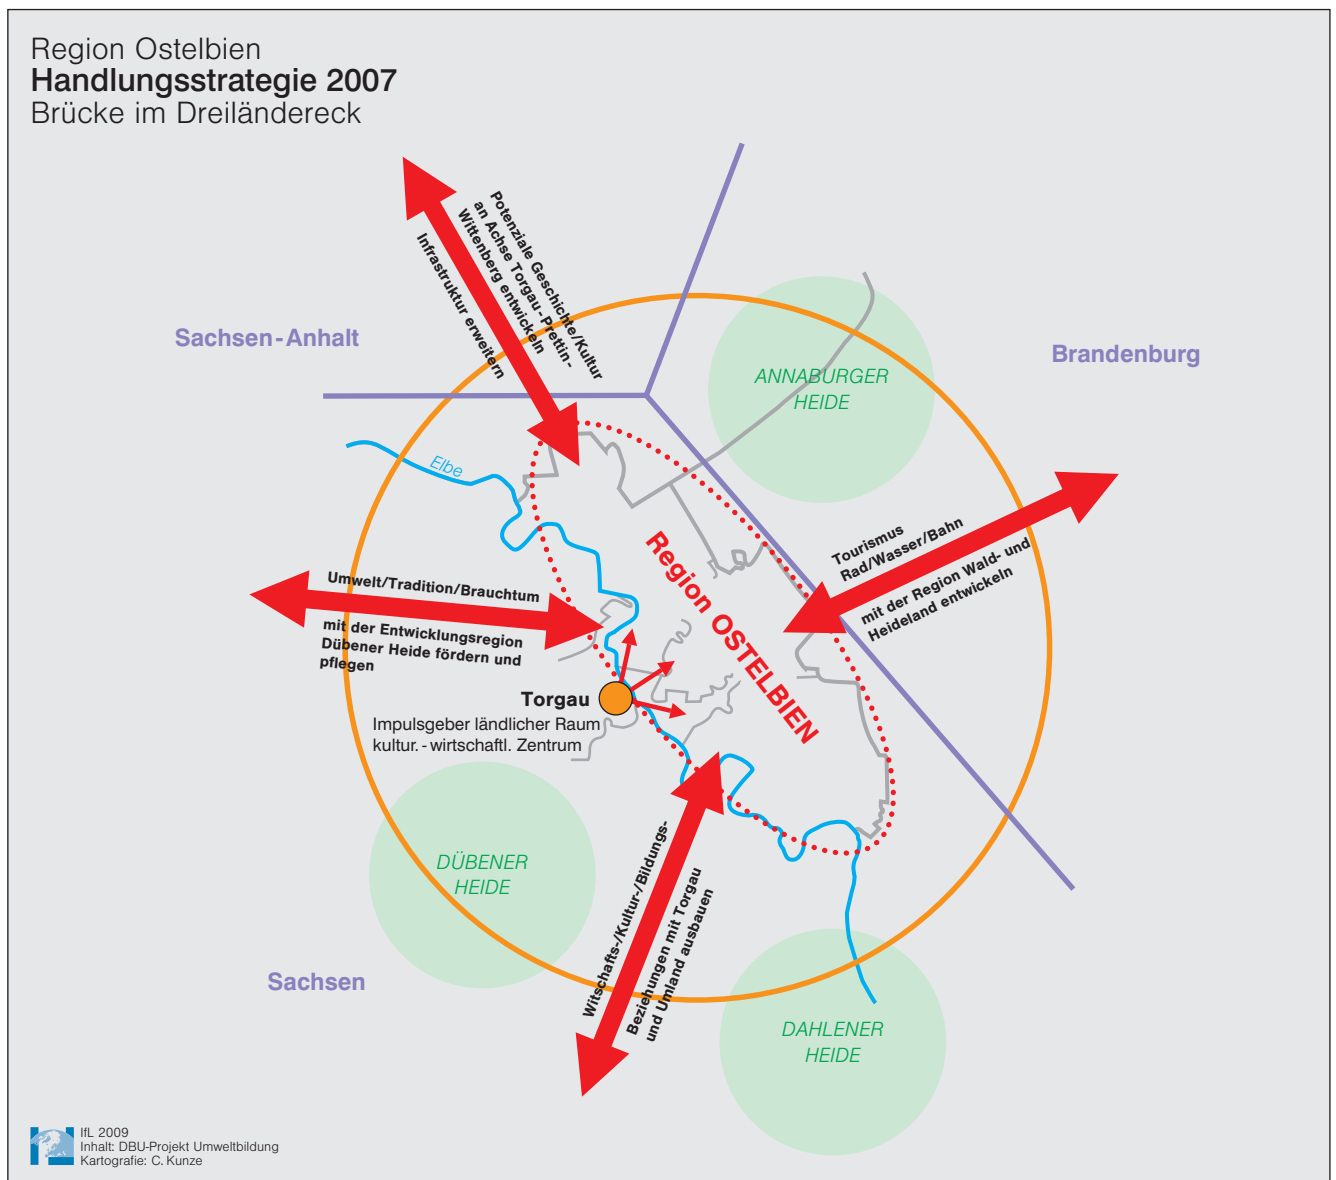 Region Ostelbien
Handlungsstrategie 2007
Brücke im Dreiländereck
Potenziale Geschichte/Kultur
an Achse Torgau-Prettin-
Wittenberg entwickeln
Infrastruktur erweitern
Sachsen-Anhalt
Brandenburg
ANNABURGER
HEIDE
Elbe
Tourismus
Rad/Wasser/Bahn
mit der Region Wald- und
Heideland entwickeln
Region OSTELBIEN
Umwelt/Tradition/Brauchtum
mit der Entwicklungsregion
Dübener Heide fördern und
pflegen
Torgau
Impulsgeber ländlicher Raum
kultur.-wirtschaftl. Zentrum
DÜBENER
HEIDE
Witschafts-/Kultur-/Bildungs-
Beziehungen mit Torgau
und Umland ausbauen
Sachsen
DAHLENER
HEIDE
IfL 2009
Inhalt: DBU-Projekt Umweltbildung
Kartografie: C. Kunze